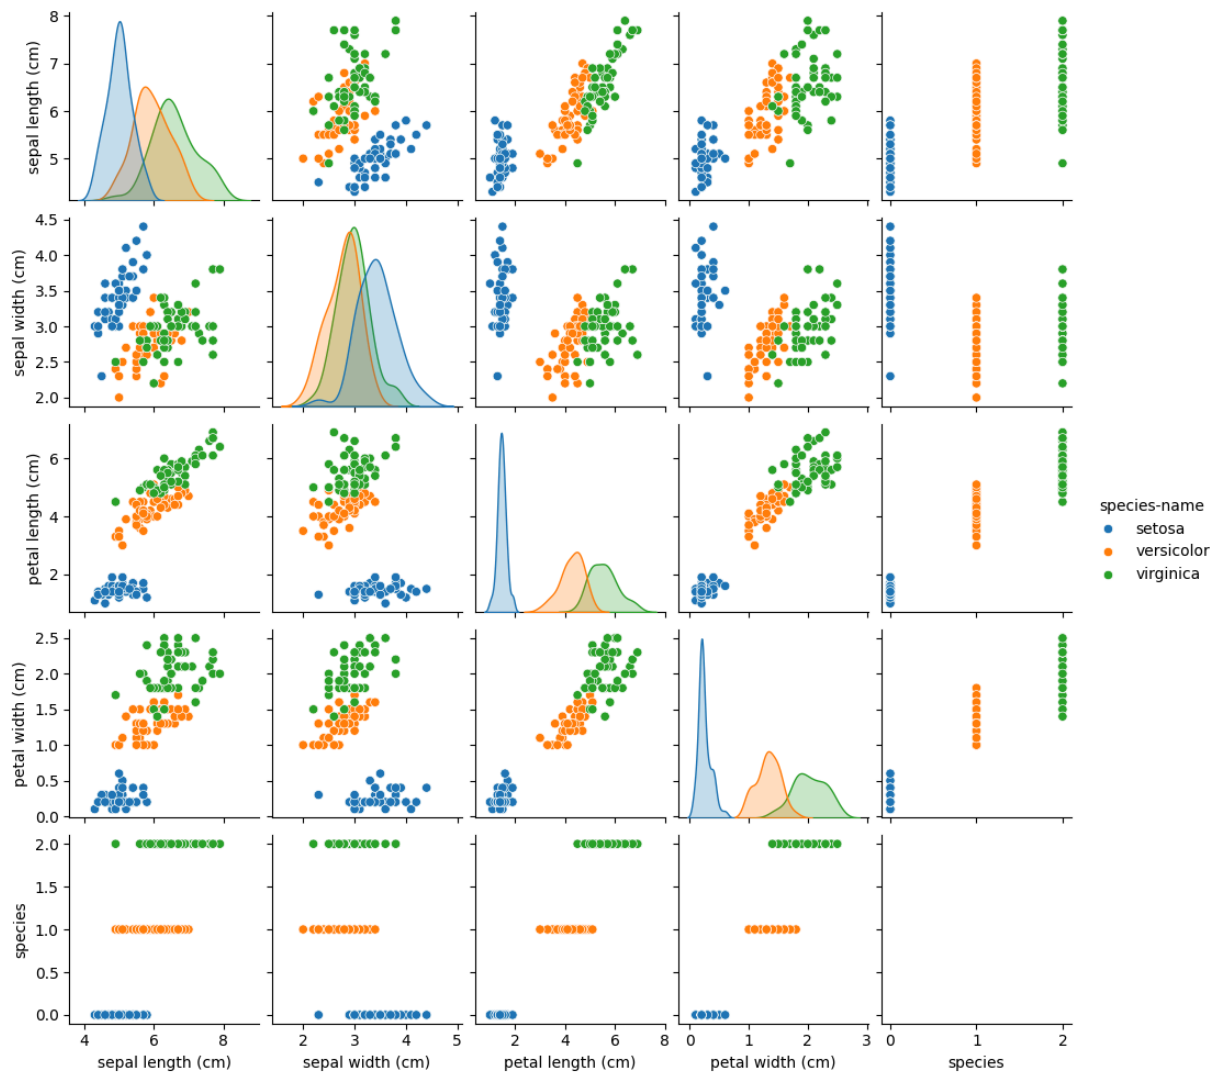 8
7
6
5
sepal length (cm)
4.5
4.0
3.5
3.0
2.5
2.0
sepal width (cm)
6
4
2
petal length (cm)
species-name
setosa
versicolor
virginica
2.5
2.0
1.5
1.0
0.5
0.0
petal width (cm)
2.0
1.5
1.0
0.5
0.0
species
4 6 8
2 3 4 5
2 4 6 8
0 1 2 3
0 1 2
sepal length (cm)
sepal width (cm)
petal length (cm)
petal width (cm)
species